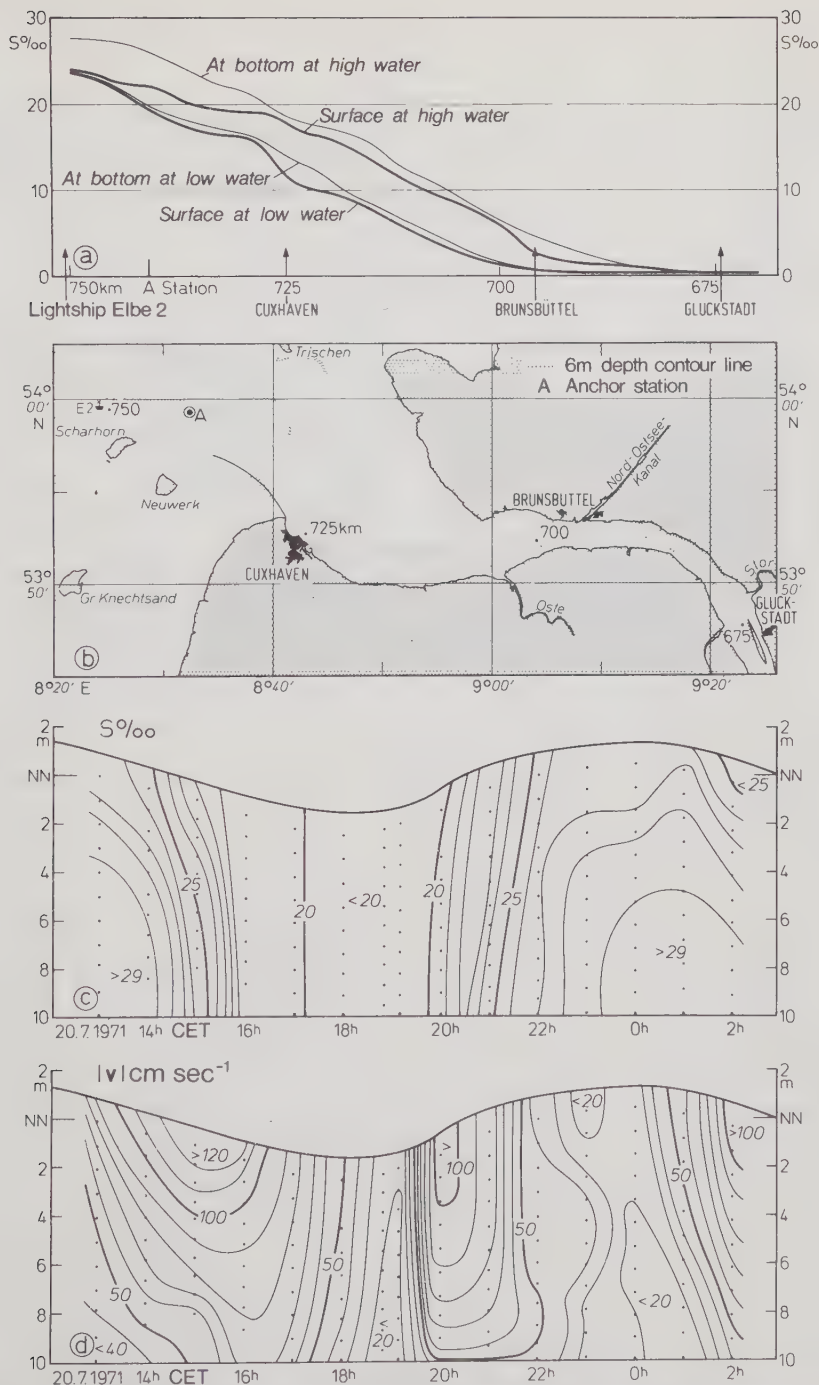 30 30
S‰ S‰
At bottom at high water
20 20
Surface at high water
At bottom at low water
10 10
Surface at low water
a
0 0
750km A Station 725 700 675
Lightship Elbe 2 CUXHAVEN BRUNSBÜTTEL GLUCKSTADT
Trischen
6m depth contour line
A Anchor station
54° 00' N 54° 00' N
E2 750 A
Scharhorn
Neuwerk
Nord-Ostsee-Kanal
BRUNSBUTTEL
725km
700
CUXHAVEN
53° 50' 53° 50'
Stor
Gr. Knechtsand
Oste
GLUCK-
STADT
675
b
8°20' E 8°40' 9°00' 9°20'
S‰
2 2
m m
NN NN
<25
2 2
4 4
25 20 <20 20 25
6 6
8 8
>29 >29
c
10 10
20.7.1971 14h CET 16h 18h 20h 22h 0h 2h
|v| cm sec⁻¹
2 2
m m
NN NN
<20 >100
>120 >100
2 2
50
100
4 4
50 50
6 6
50
8 8
<20 <20
d <40
10 10
20.7.1971 14h CET 16h 18h 20h 22h 0h 2h